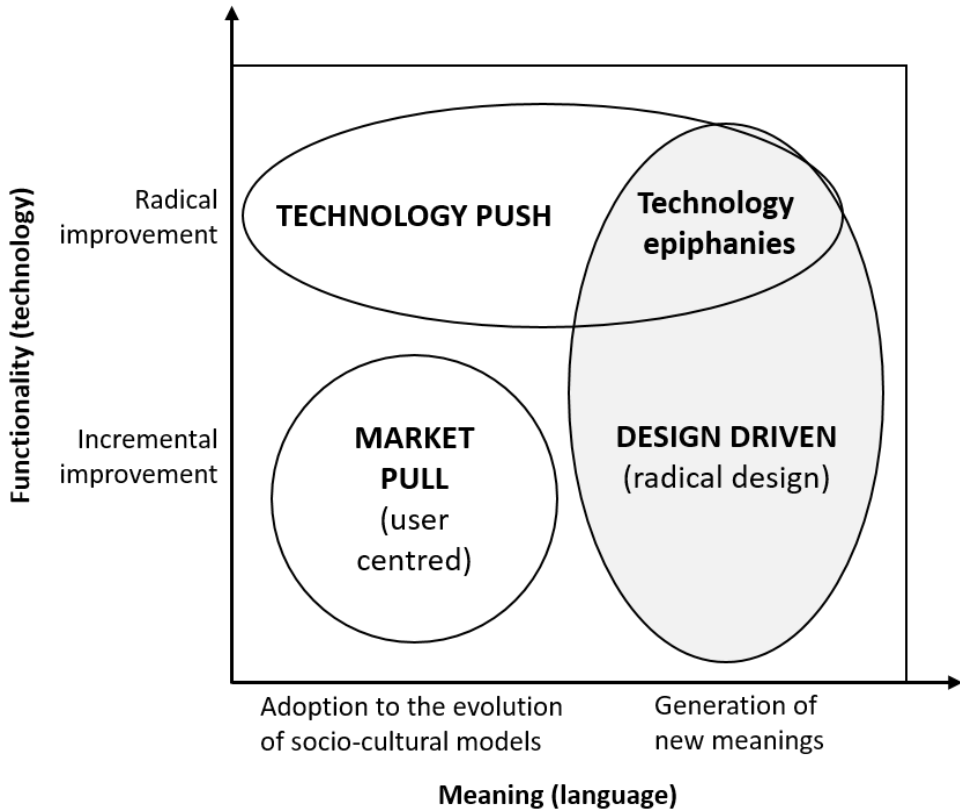 Functionality (technology)
Radical
improvement
Incremental
improvement
TECHNOLOGY PUSH
Technology
epiphanies
MARKET
PULL
(user
centred)
DESIGN DRIVEN
(radical design)
Adoption to the evolution
of socio-cultural models
Generation of
new meanings
Meaning (language)